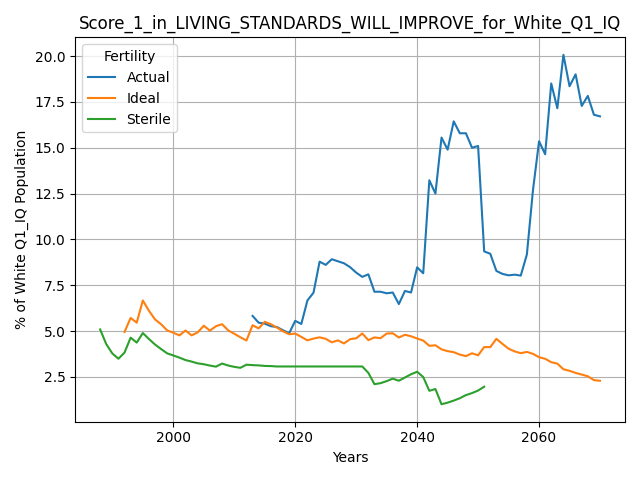 Score_1_in_LIVING_STANDARDS_WILL_IMPROVE_for_White_Q1_IQ
Fertility
Actual
Ideal
Sterile
% of White Q1_IQ Population
20.0
17.5
15.0
12.5
10.0
7.5
5.0
2.5
2000
2020
2040
2060
Years